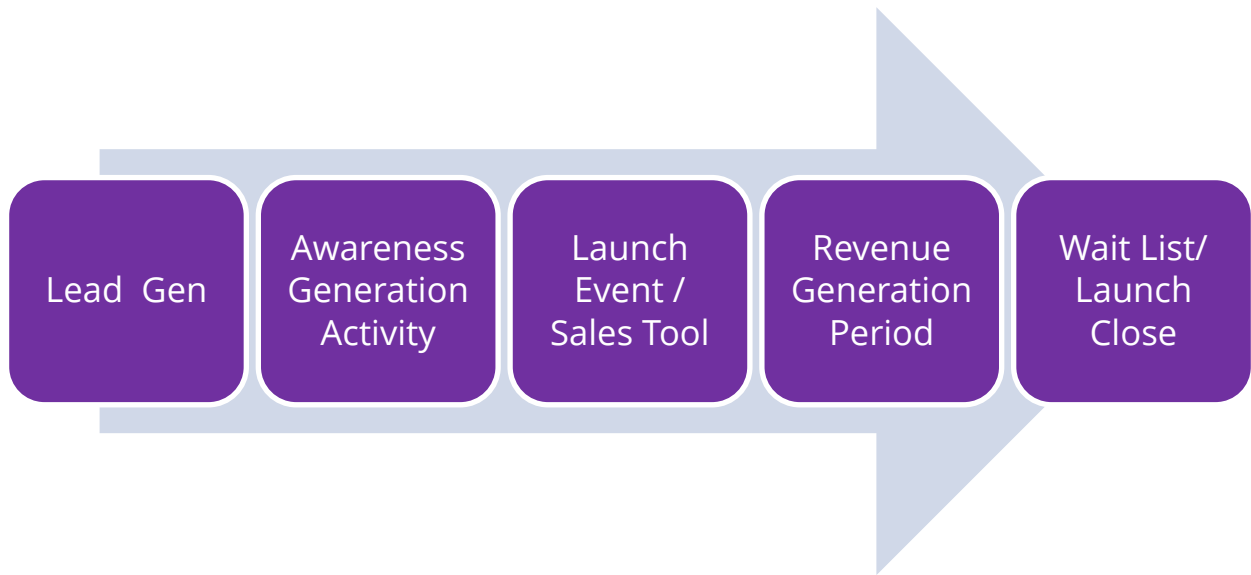 Lead  Gen
Awareness
Generation
Activity
Launch
Event /
Sales Tool
Revenue
Generation
Period
Wait List/
Launch
Close